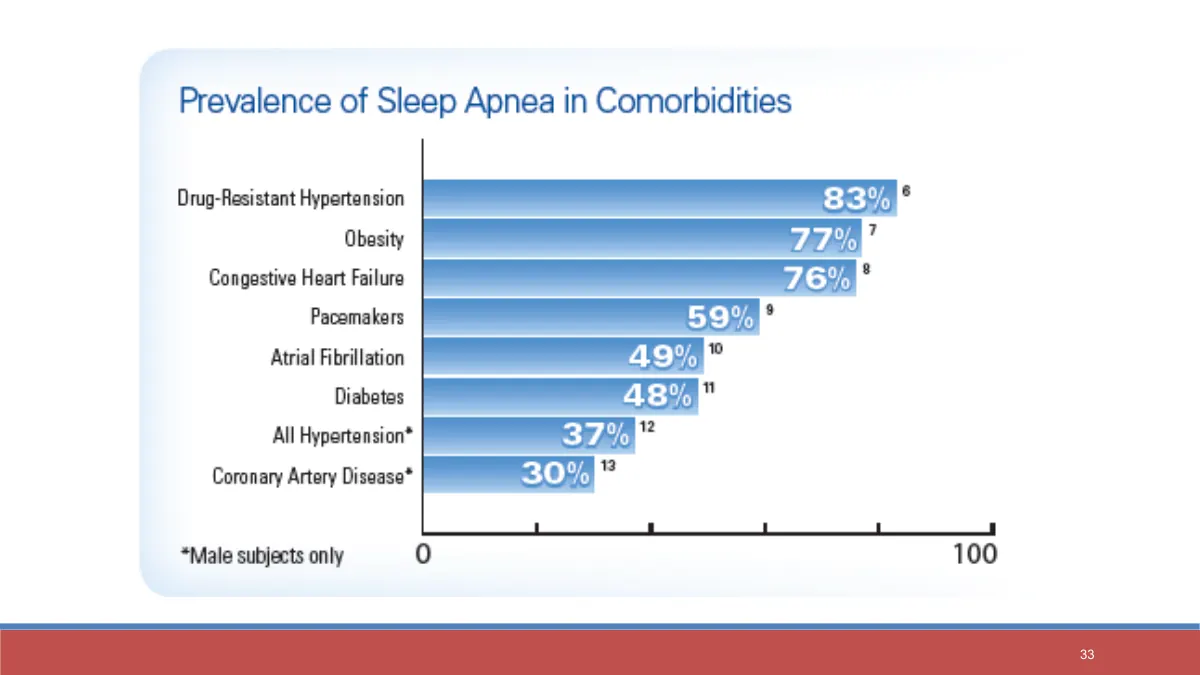 Prevalence of Sleep Apnea in Comorbidities
Drug-Resistant Hypertension 83% 6
Obesity 77% 7
Congestive Heart Failure 76% 8
Pacemakers 59% 9
Atrial Fibrillation 49% 10
Diabetes 48% 11
All Hypertension* 37% 12
Coronary Artery Disease* 30% 13
*Male subjects only 0 100
33